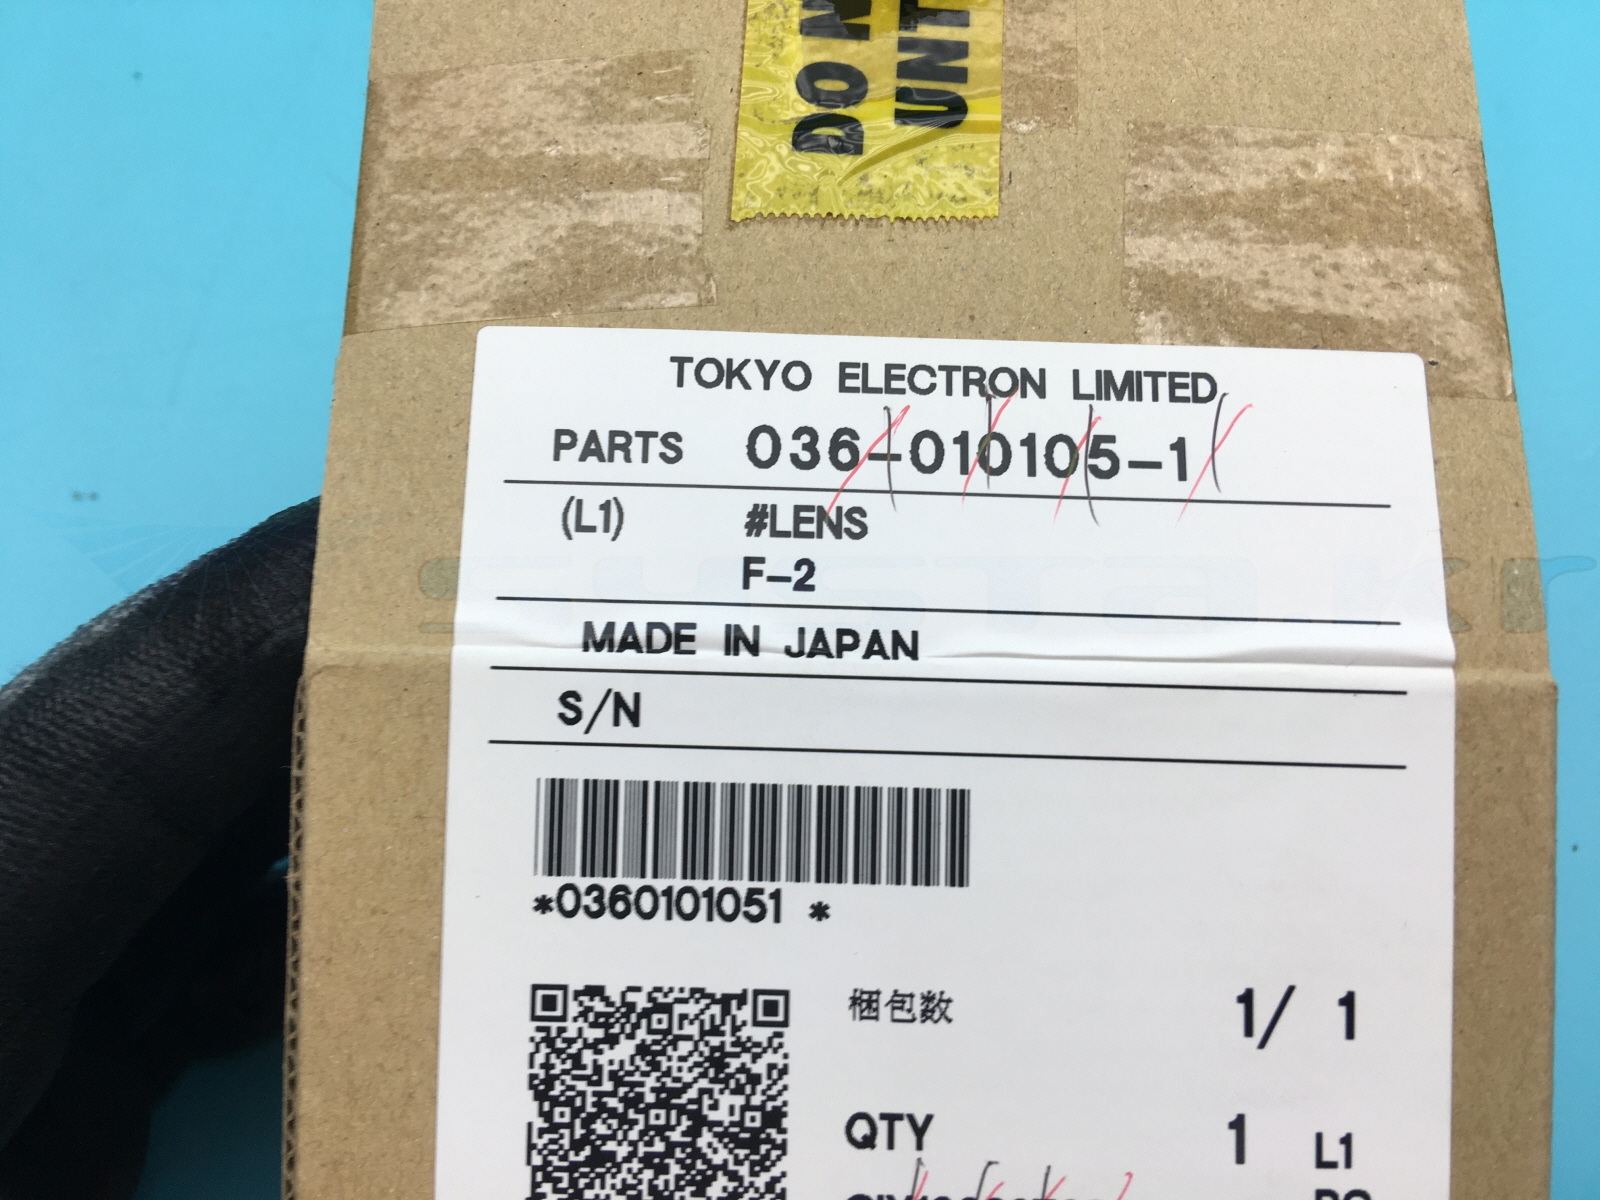 DO N
UNT
TOKYO ELECTRON LIMITED
PARTS 036-010105-1
(L1) #LENS
F-2
MADE IN JAPAN
S/N
*0360101051 *
梱包数 1/ 1
QTY 1 L1